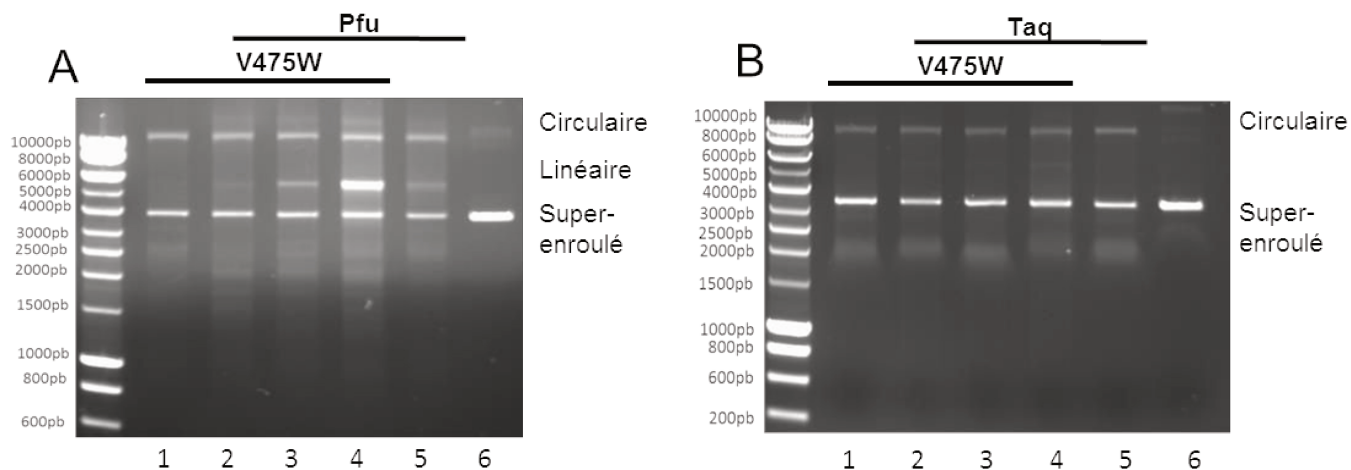 Pfu
A
V475W
10000pb
8000pb
6000pb
5000pb
4000pb
3000pb
2500pb
2000pb
1500pb
1000pb
800pb
600pb
Circulaire
Linéaire
Super-
enroulé
1 2 3 4 5 6
Taq
B
V475W
10000pb
8000pb
6000pb
5000pb
4000pb
3000pb
2500pb
2000pb
1500pb
1000pb
800pb
600pb
200pb
Circulaire
Super-
enroulé
1 2 3 4 5 6